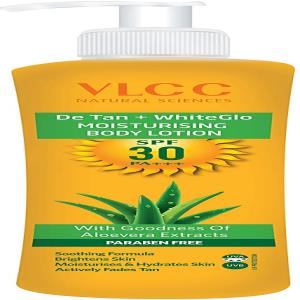 VLCC
NATURAL SCIENCES
De Tan + WhiteGlo
MOISTURISING
BODY LOTION
SPF
30
PA+++
With Goodness Of
Aloevera Extracts
PARABEN FREE
Soothing Formula
Brightens Skin
Moisturises & Hydrates Skin
Actively Fades Tan
UVB